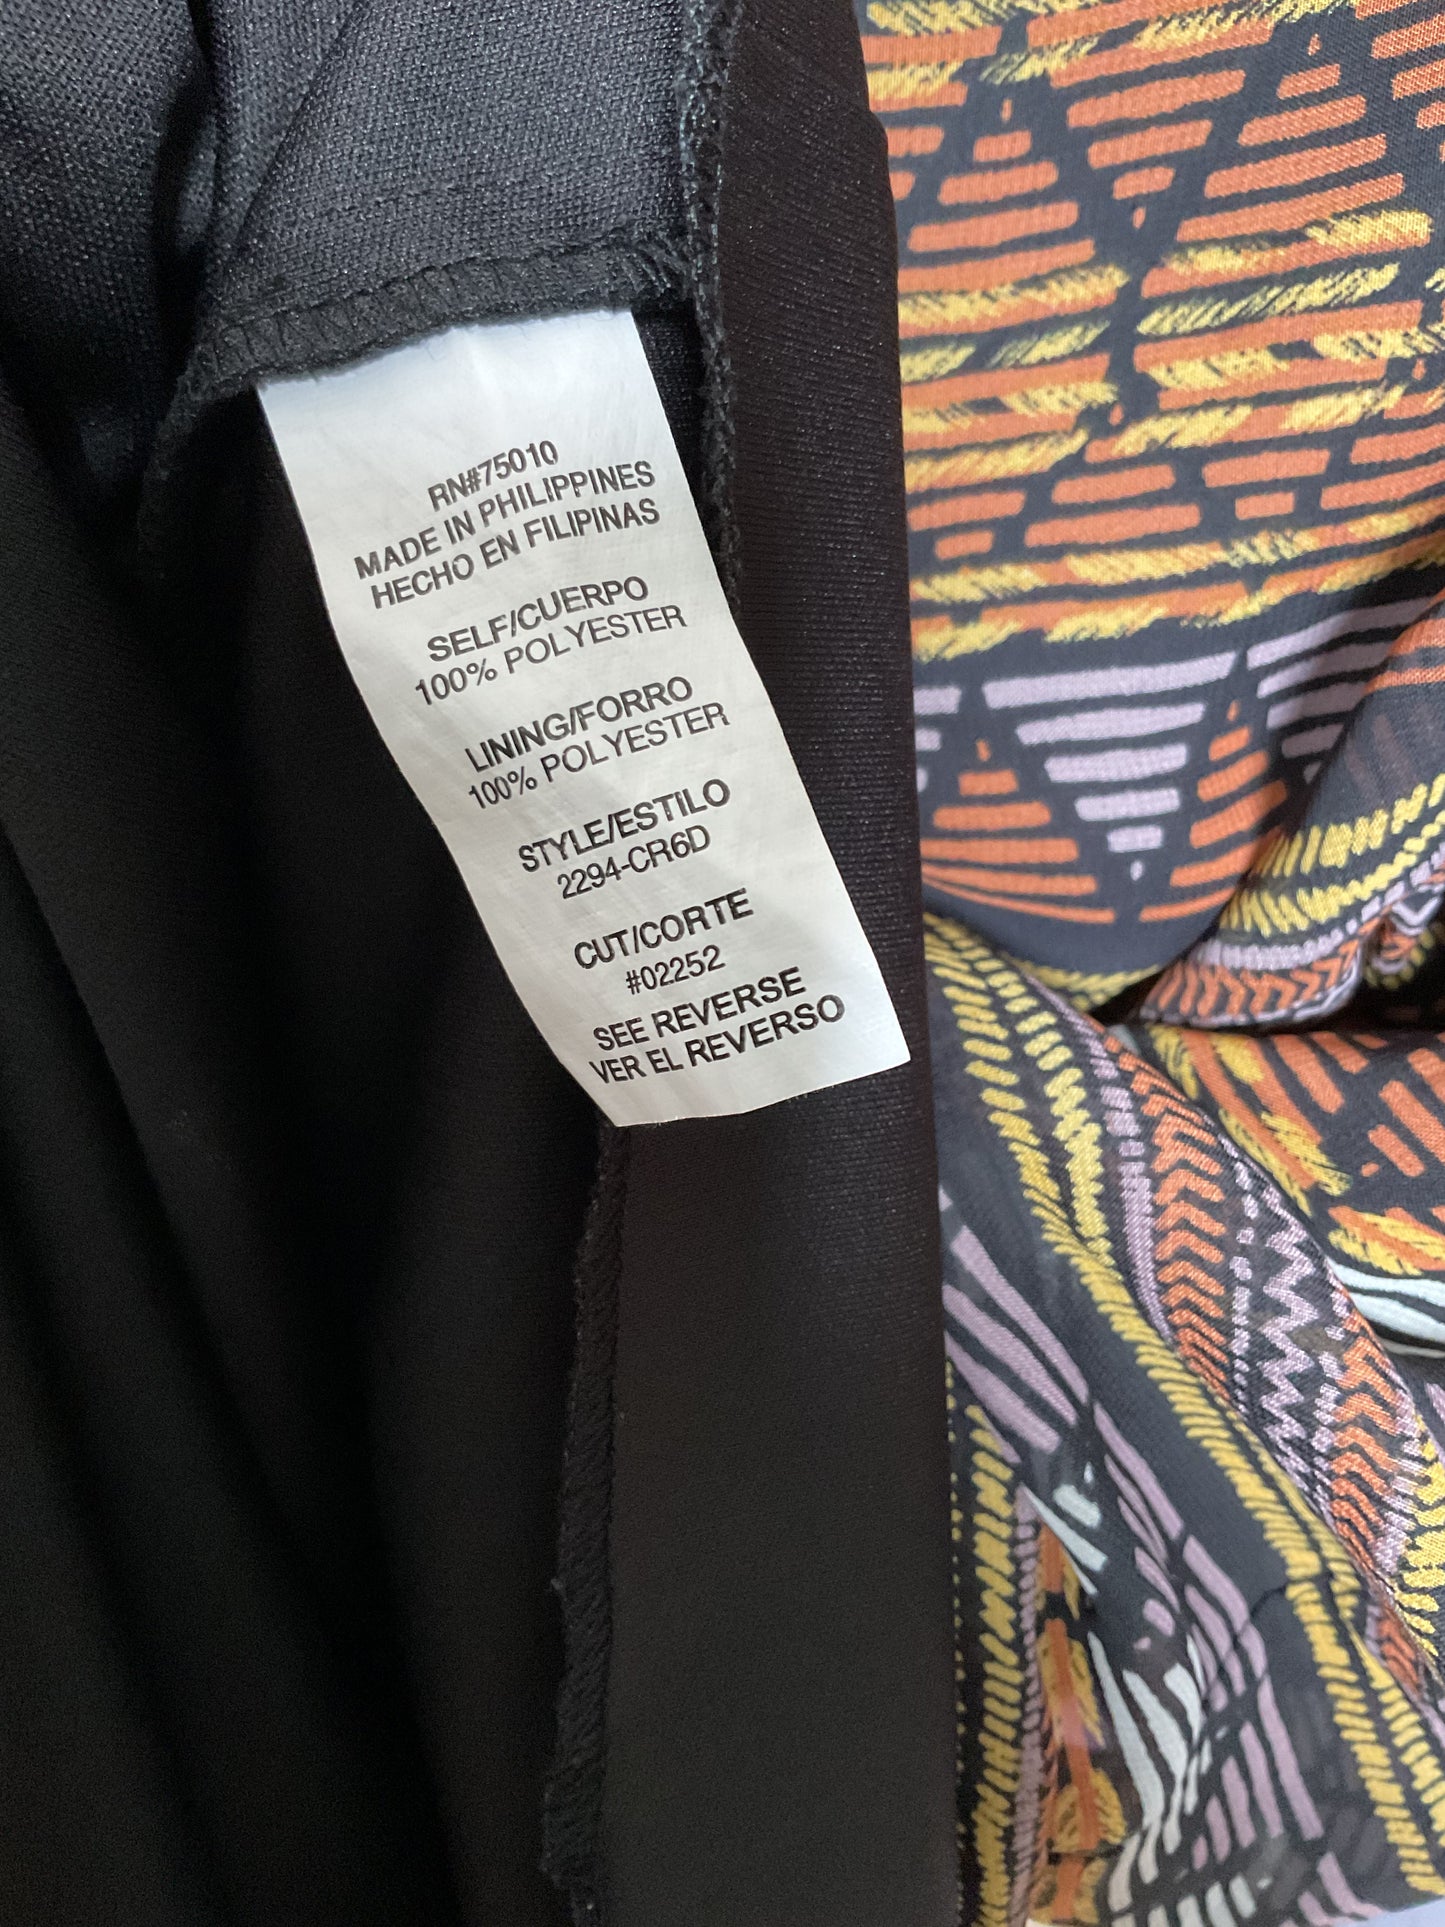 RN#75010
MADE IN PHILIPPINES
HECHO EN FILIPINAS
SELF/CUERPO
100% POLYESTER
LINING/FORRO
100% POLYESTER
STYLE/ESTILO
2294-CR6D
CUT/CORTE
#02252
SEE REVERSE
VER EL REVERSO